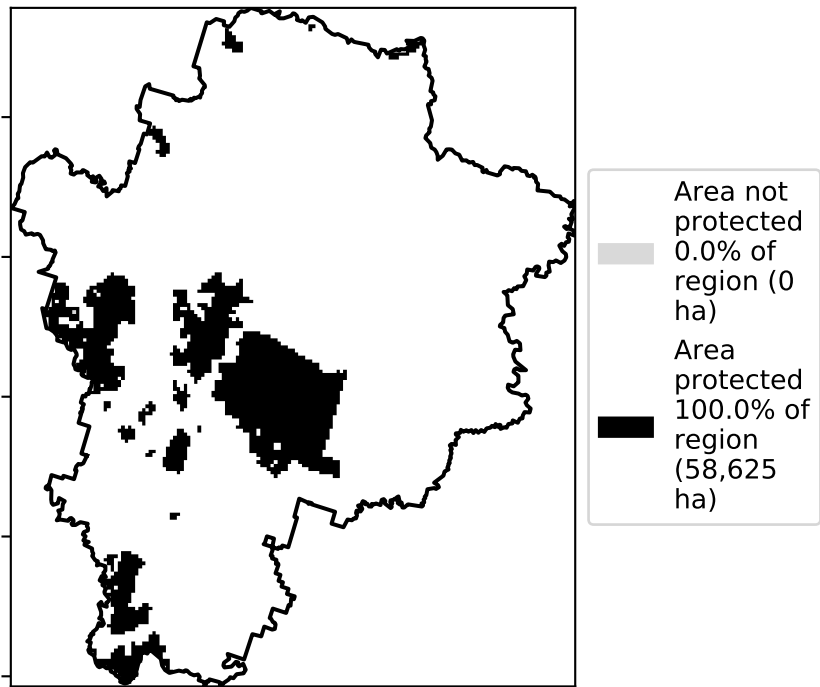 Area not
protected
0.0% of
region (0
ha)
Area
protected
100.0% of
region
(58,625
ha)